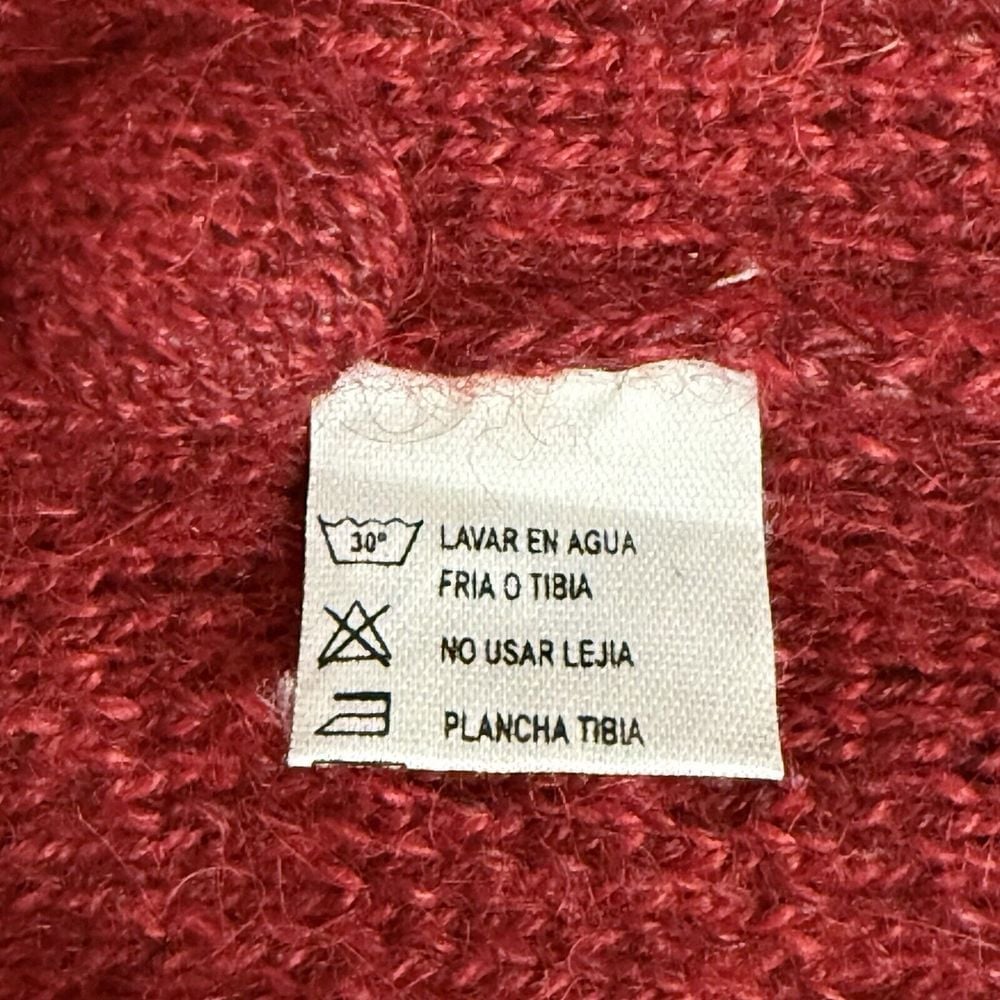 30° LAVAR EN AGUA
FRIA O TIBIA
NO USAR LEJIA
PLANCHA TIBIA